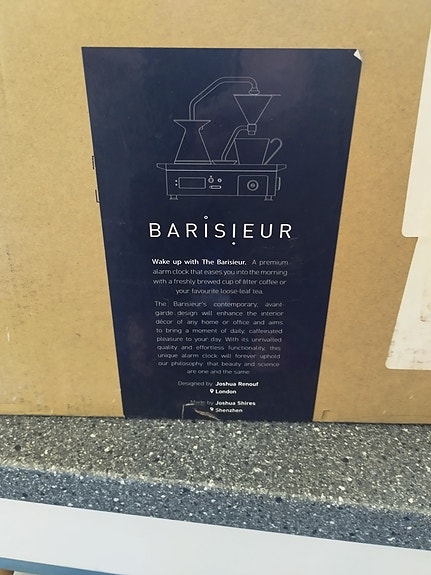 BARISIEUR
Wake up with The Barisieur. A premium
alarm clock that eases you into the morning
with a freshly brewed cup of filter coffee or
your favourite loose-leaf tea.
The Barisieur's contemporary, avant-
garde design will enhance the interior
décor of any home or office and aims
to bring a moment of daily, caffeinated
pleasure to your day. With its unrivalled
quality and effortless functionality, this
unique alarm clock will forever uphold
our philosophy: that beauty and science
are one and the same.
Designed by Joshua Renouf
London
Made by Joshua Shires
Shenzhen